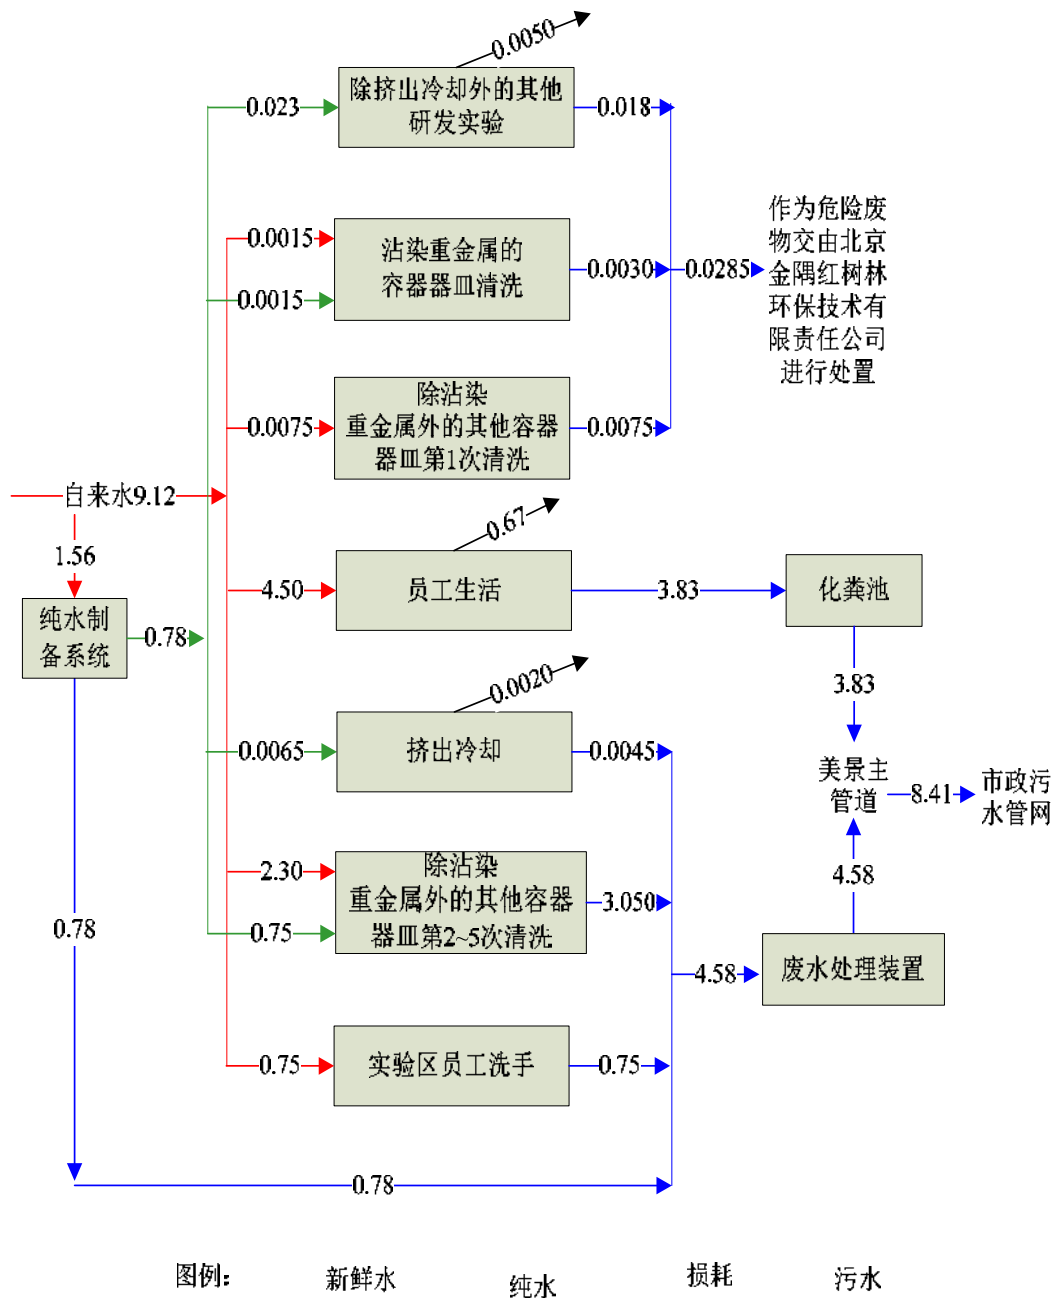 0.0050
除挤出冷却外的其他
研发实验
0.023
0.018
0.0015
0.0015
沾染重金属的
容器器皿清洗
0.0030
0.0285
作为危险废
物交由北京
金隅红树林
环保技术有
限责任公司
进行处置
0.0075
除沾染
重金属外的其他容器
器皿第1次清洗
0.0075
自来水9.12
1.56
纯水制
备系统
0.78
0.67
4.50
员工生活
3.83
化粪池
3.83
0.0020
0.0065
挤出冷却
0.0045
美景主
管道
8.41
市政污
水管网
2.30
0.75
除沾染
重金属外的其他容器
器皿第2~5次清洗
3.050
4.58
4.58
废水处理装置
0.78
0.75
实验区员工洗手
0.75
0.78
图例：
新鲜水
纯水
损耗
污水